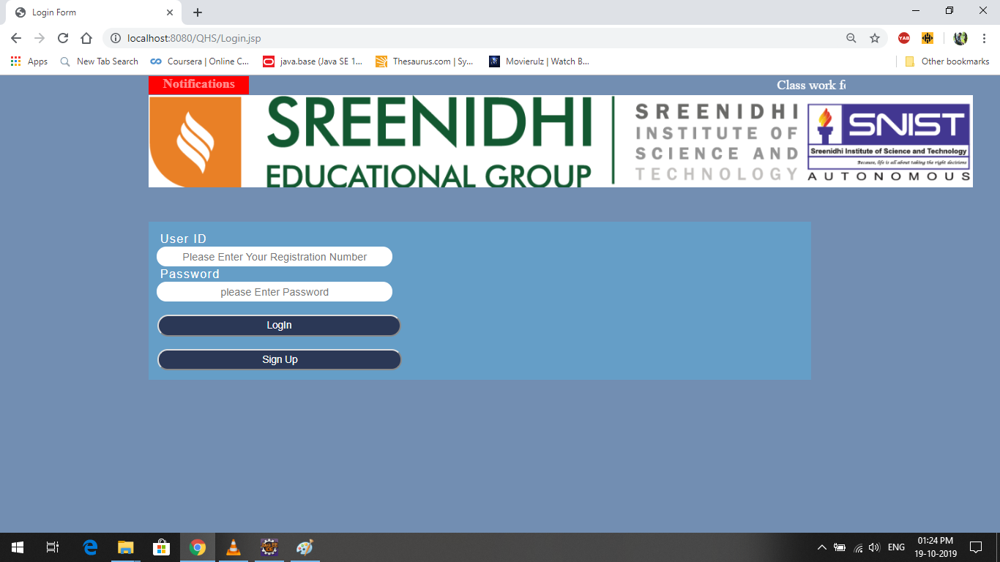 Login Form
localhost:8080/QHS/Login.jsp
YAB
Apps
New Tab Search
Coursera | Online C...
java.base (Java SE 1...
Thesaurus.com | Sy...
Movierulz | Watch B...
Other bookmarks
Notifications
Class work fo
SREENIDHI
EDUCATIONAL GROUP
SREENIDHI
INSTITUTE OF
SCIENCE AND
TECHNOLOGY
SNIST
Sreenidhi Institute of Science and Technology
Because, life is all about taking the right decisions
AUTONOMOUS
User ID
Please Enter Your Registration Number
Password
please Enter Password
LogIn
Sign Up
Java EE
IDE
ENG
01:24 PM
19-10-2019